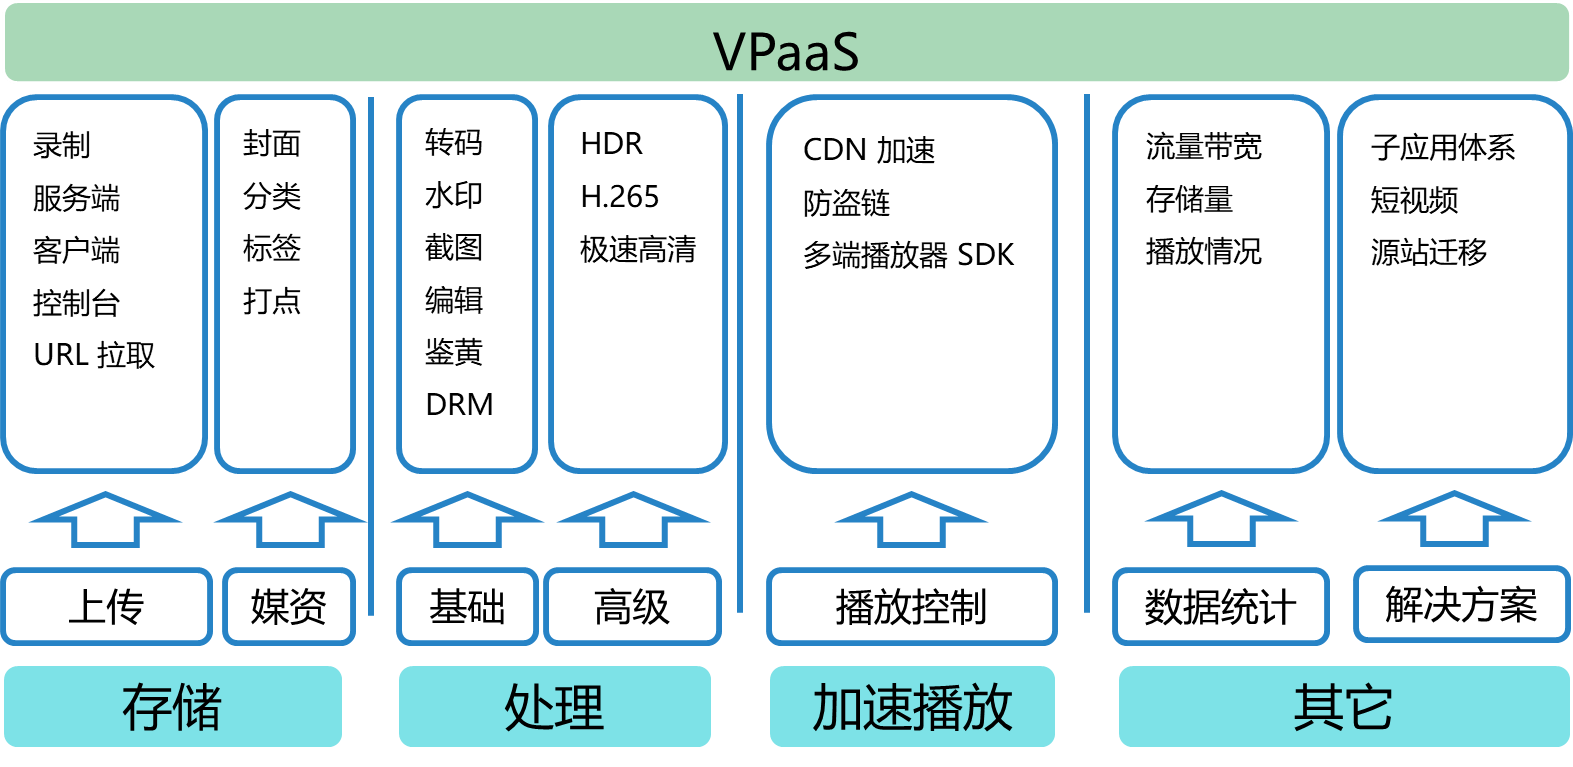 VPaaS
录制
服务端
客户端
控制台
URL 拉取
封面
分类
标签
打点
转码
水印
截图
编辑
鉴黄
DRM
HDR
H.265
极速高清
CDN 加速
防盗链
多端播放器 SDK
流量带宽
存储量
播放情况
子应用体系
短视频
源站迁移
上传
媒资
基础
高级
播放控制
数据统计
解决方案
存储
处理
加速播放
其它